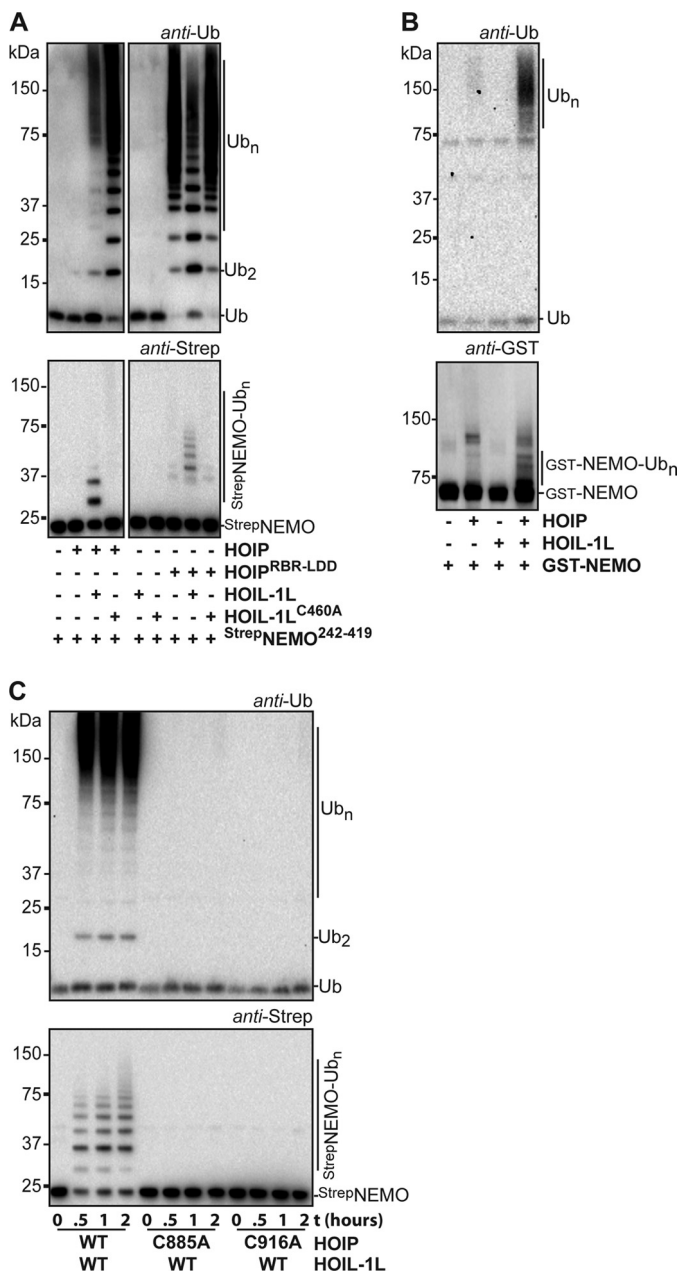 A
anti-Ub
kDa
150
75
37
25
15
Ubn
Ub2
Ub
anti-Strep
150
75
37
25
StrepNEMO-Ubn
StrepNEMO
- + + + - - - - - HOIP
- - - - - - + + + HOIPRBR-LDD
- - + - + - - + - HOIL-1L
- - - + - + - - + HOIL-1LC460A
+ + + + + + + + + StrepNEMO242-419
B
anti-Ub
kDa
150
75
37
25
15
Ubn
Ub
anti-GST
150
75
GST-NEMO-Ubn
GST-NEMO
- + - + HOIP
- - + + HOIL-1L
+ + + + GST-NEMO
C
anti-Ub
kDa
150
75
37
25
15
Ubn
Ub2
Ub
anti-Strep
150
75
37
25
StrepNEMO-Ubn
StrepNEMO
0 .5 1 2 0 .5 1 2 0 .5 1 2 t (hours)
WT C885A C916A HOIP
WT WT WT HOIL-1L